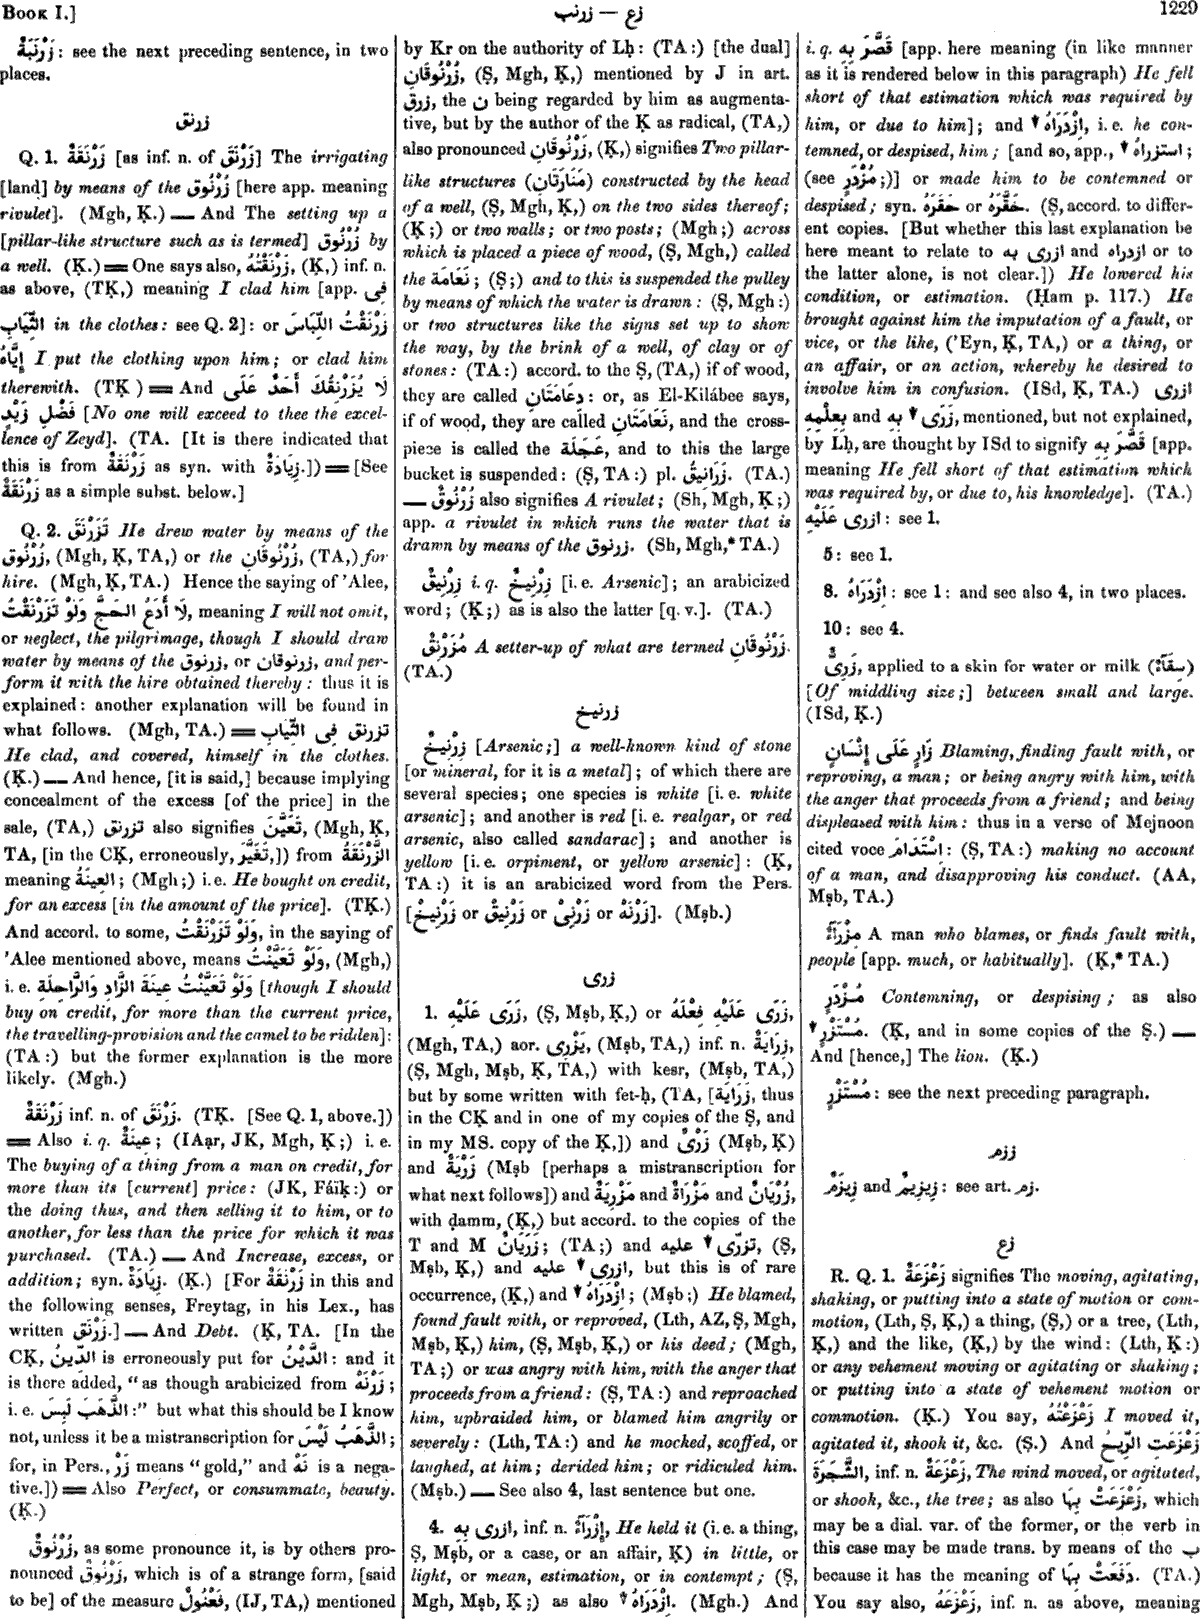 BOOK I.]
زرنب — زع
1229
زَرْنَبَةٌ: see the next preceding sentence, in two
places.
زرنق
Q. 1. زَرْنَقَةٌ [as inf. n. of زَرْنَقَ] The irrigating
[land] by means of the زُرْنُوق [here app. meaning
rivulet]. (Mgh, Ḳ.) — And The setting up a
[pillar-like structure such as is termed] زُرْنُوق by
a well. (Ḳ.) = One says also, زَرْنَقْتُهُ, (Ḳ,) inf. n.
as above, (TḲ,) meaning I clad him [app. فِى
الثِّيَابِ in the clothes: see Q. 2]: or زَرْنَقْتُ اللِّبَاسَ
إِيَّاهُ I put the clothing upon him; or clad him
therewith. (TḲ) = And لَا يُزَرْنِقُكَ أَحَدٌ عَلَى
فَضْلِ زَيْدٍ [No one will exceed to thee the excel-
lence of Zeyd]. (TA. [It is there indicated that
this is from زَرْنَقَةٌ as syn. with زِيَادَةٌ.]) = [See
زَرْنَقَةٌ as a simple subst. below.]
Q. 2. تَزَرْنَقَ He drew water by means of the
زُرْنُوق, (Mgh, Ḳ, TA,) or the زُرْنُوقَانِ, (TA,) for
hire. (Mgh, Ḳ, TA.) Hence the saying of 'Alee,
لَا أَدَعُ الحَجَّ وَلَوْ تَزَرْنَقْتُ, meaning I will not omit,
or neglect, the pilgrimage, though I should draw
water by means of the زرنوق, or زرنوقان, and per-
form it with the hire obtained thereby: thus it is
explained: another explanation will be found in
what follows. (Mgh, TA.) = تزرنق فِى الثِّيَابِ
He clad, and covered, himself in the clothes.
(Ḳ.) — And hence, [it is said,] because implying
concealment of the excess [of the price] in the
sale, (TA,) تزرنق also signifies تَعَيَّنَ, (Mgh, Ḳ,
TA, [in the CḲ, erroneously, تَغَيَّرَ,]) from الزَّرْنَقَةُ
meaning العِينَةُ; (Mgh;) i. e. He bought on credit,
for an excess [in the amount of the price]. (TḲ.)
And accord. to some, وَلَوْ تَزَرْنَقْتُ, in the saying of
'Alee mentioned above, means وَلَوْ تَعَيَّنْتُ, (Mgh,)
i. e. وَلَوْ تَعَيَّنْتُ عِينَةَ الزَّادِ وَالرَّاحِلَةِ [though I should
buy on credit, for more than the current price,
the travelling-provision and the camel to be ridden]:
(TA:) but the former explanation is the more
likely. (Mgh.)
زَرْنَقَةٌ inf. n. of زَرْنَقَ. (TḲ. [See Q. 1, above.])
= Also i. q. عِينَةٌ; (IAạr, JK, Mgh, Ḳ;) i. e.
The buying of a thing from a man on credit, for
more than its [current] price: (JK, Fáïḳ:) or
the doing thus, and then selling it to him, or to
another, for less than the price for which it was
purchased. (TA.) — And Increase, excess, or
addition; syn. زِيَادَةٌ. (Ḳ.) [For زَرْنَقَةٌ in this and
the following senses, Freytag, in his Lex., has
written زَرْنَق.] — And Debt. (Ḳ, TA. [In the
CḲ, الدِّينُ is erroneously put for الدَّيْنُ: and it
is there added, "as though arabicized from زَرْنَهْ;
i. e. الذَّهَبَ لَبِسَ:" but what this should be I know
not, unless it be a mistranscription for الذَّهَبُ لَيْسَ;
for, in Pers., زَرْ means "gold," and نَهْ is a nega-
tive.]) = Also Perfect, or consummate, beauty.
(Ḳ.)
زُرْنُوقٌ, as some pronounce it, is by others pro-
nounced زَرْنُوقٌ, which is of a strange form, [said
to be] of the measure فَعْنُولٌ, (IJ, TA,) mentioned
by Kr on the authority of Lḥ: (TA:) [the dual]
زُرْنُوقَانِ, (Ṣ, Mgh, Ḳ,) mentioned by J in art.
زرق, the ن being regarded by him as augmenta-
tive, but by the author of the Ḳ as radical, (TA,)
also pronounced زَرْنُوقَانِ, (Ḳ,) signifies Two pillar-
like structures (مَنَارَتَانِ) constructed by the head
of a well, (Ṣ, Mgh, Ḳ,) on the two sides thereof;
(Ḳ;) or two walls; or two posts; (Mgh;) across
which is placed a piece of wood, (Ṣ, Mgh,) called
the نَعَامَة; (Ṣ;) and to this is suspended the pulley
by means of which the water is drawn: (Ṣ, Mgh:)
or two structures like the signs set up to show
the way, by the brink of a well, of clay or of
stones: (TA:) accord. to the Ṣ, (TA,) if of wood,
they are called دِعَامَتَانِ: or, as El-Kilábee says,
if of wood, they are called نَعَامَتَانِ, and the cross-
piece is called the عَجَلَة, and to this the large
bucket is suspended: (Ṣ, TA:) pl. زَرَانِيقُ. (TA.)
— زُرْنُوقٌ also signifies A rivulet; (Sh, Mgh, Ḳ;)
app. a rivulet in which runs the water that is
drawn by means of the زرنوق. (Sh, Mgh,* TA.)
زِرْنِيقٌ i. q. زِرْنِيخٌ [i. e. Arsenic]; an arabicized
word; (Ḳ;) as is also the latter [q. v.]. (TA.)
مُزَرْنِقٌ A setter-up of what are termed زَرْنُوقَانِ.
(TA.)
زرنيخ
زِرْنِيخٌ [Arsenic;] a well-known kind of stone
[or mineral, for it is a metal]; of which there are
several species; one species is white [i. e. white
arsenic]; and another is red [i. e. realgar, or red
arsenic, also called sandarac]; and another is
yellow [i. e. orpiment, or yellow arsenic]: (Ḳ,
TA:) it is an arabicized word from the Pers.
[زَرْنِيخْ or زَرْنِيقْ or زَرْنِىْ or زَرْنَهْ]. (Mṣb.)
زرى
1. زَرَى عَلَيْهِ, (Ṣ, Mṣb, Ḳ,) or زَرَى عَلَيْهِ فِعْلَهُ,
(Mgh, TA,) aor. يَزْرِى, (Mṣb, TA,) inf. n. زِرَايَةٌ,
(Ṣ, Mgh, Mṣb, Ḳ, TA,) with kesr, (Mṣb, TA,)
but by some written with fet-ḥ, (TA, [زَرَايَة, thus
in the CḲ and in one of my copies of the Ṣ, and
in my MS. copy of the Ḳ,]) and زَرْىٌ (Mṣb, Ḳ)
and زَرْيَةٌ (Mṣb [perhaps a mistranscription for
what next follows]) and مَزْرِيَةٌ and مَزْرَاةٌ and زُرْيَانٌ,
with ḍamm, (Ḳ,) but accord. to the copies of the
T and M زَرَيَانٌ; (TA;) and تزرّى ↓ عليه, (Ṣ,
Mṣb, Ḳ,) and ازرى ↓ عليه, but this is of rare
occurrence, (Ḳ,) and ↓ اِزْدَرَاهُ; (Mṣb;) He blamed,
found fault with, or reproved, (Lth, AZ, Ṣ, Mgh,
Mṣb, Ḳ,) him, (Ṣ, Mṣb, Ḳ,) or his deed; (Mgh,
TA;) or was angry with him, with the anger that
proceeds from a friend: (Ṣ, TA:) and reproached
him, upbraided him, or blamed him angrily or
severely: (Lth, TA:) and he mocked, scoffed, or
laughed, at him; derided him; or ridiculed him.
(Mṣb.) — See also 4, last sentence but one.
4. ازرى بِهِ, inf. n. إِزْرَآءٌ, He held it (i. e. a thing,
Ṣ, Mṣb, or a case, or an affair, Ḳ) in little, or
light, or mean, estimation, or in contempt; (Ṣ,
Mgh, Mṣb, Ḳ;) as also ↓ اِزْدَرَاهُ. (Mgh.) And
i. q. قَصَّرَ بِهِ [app. here meaning (in like manner
as it is rendered below in this paragraph) He fell
short of that estimation which was required by
him, or due to him]; and ↓ اِزْدَرَاهُ, i. e. he con-
temned, or despised, him; [and so, app., ↓ استزراهُ;
(see مُزْدَرٍ;)] or made him to be contemned or
despised; syn. حَقَرَهُ or حَقَّرَهُ. (Ṣ, accord. to differ-
ent copies. [But whether this last explanation be
here meant to relate to ازرى به and ازدراه or to
the latter alone, is not clear.]) He lowered his
condition, or estimation. (Ḥam p. 117.) He
brought against him the imputation of a fault, or
vice, or the like, ('Eyn, Ḳ, TA,) or a thing, or
an affair, or an action, whereby he desired to
involve him in confusion. (ISd, Ḳ, TA.) ازرى
بِعِلْمِهِ and زَرَى ↓ به, mentioned, but not explained,
by Lḥ, are thought by ISd to signify قَصَّرَ بِهِ [app.
meaning He fell short of that estimation which
was required by, or due to, his knowledge]. (TA.)
ازرى عَلَيْهِ: see 1.
5: see 1.
8. اِزْدَرَاهُ: see 1: and see also 4, in two places.
10: see 4.
زَرِىٌّ, applied to a skin for water or milk (سِقَآءٌ)
[Of middling size;] between small and large.
(ISd, Ḳ.)
زَارٍ عَلَى إِنْسَانٍ Blaming, finding fault with, or
reproving, a man; or being angry with him, with
the anger that proceeds from a friend; and being
displeased with him: thus in a verse of Mejnoon
cited voce اِسْتَدَامَ: (Ṣ, TA:) making no account
of a man, and disapproving his conduct. (AA,
Mṣb, TA.)
مِزْرَآءٌ A man who blames, or finds fault with,
people [app. much, or habitually]. (Ḳ,* TA.)
مُزْدَرٍ Contemning, or despising; as also
↓ مُسْتَزْرٍ. (Ḳ, and in some copies of the Ṣ.) —
And [hence,] The lion. (Ḳ.)
مُسْتَزْرٍ: see the next preceding paragraph.
ززم
زِيزَمٌ and زِيزِيمٌ: see art. زم.
زع
R. Q. 1. زَعْزَعَةٌ signifies The moving, agitating,
shaking, or putting into a state of motion or com-
motion, (Lth, Ṣ, Ḳ,) a thing, (Ṣ,) or a tree, (Lth,
Ḳ,) and the like, (Ḳ,) by the wind: (Lth, Ḳ:)
or any vehement moving or agitating or shaking;
or putting into a state of vehement motion or
commotion. (Ḳ.) You say, زَعْزَعْتُهُ I moved it,
agitated it, shook it, &c. (Ṣ.) And زَعْزَعَتِ الرِّيحُ
الشَّجَرَةَ, inf. n. زَعْزَعَةٌ, The wind moved, or agitated,
or shook, &c., the tree; as also زَعْزَعَتْ بِهَا, which
may be a dial. var. of the former, or the verb in
this case may be made trans. by means of the ب
because it has the meaning of دَفَعَتْ بِهَا. (TA.)
You say also, زَعْزَعَهُ, inf. n. as above, meaning